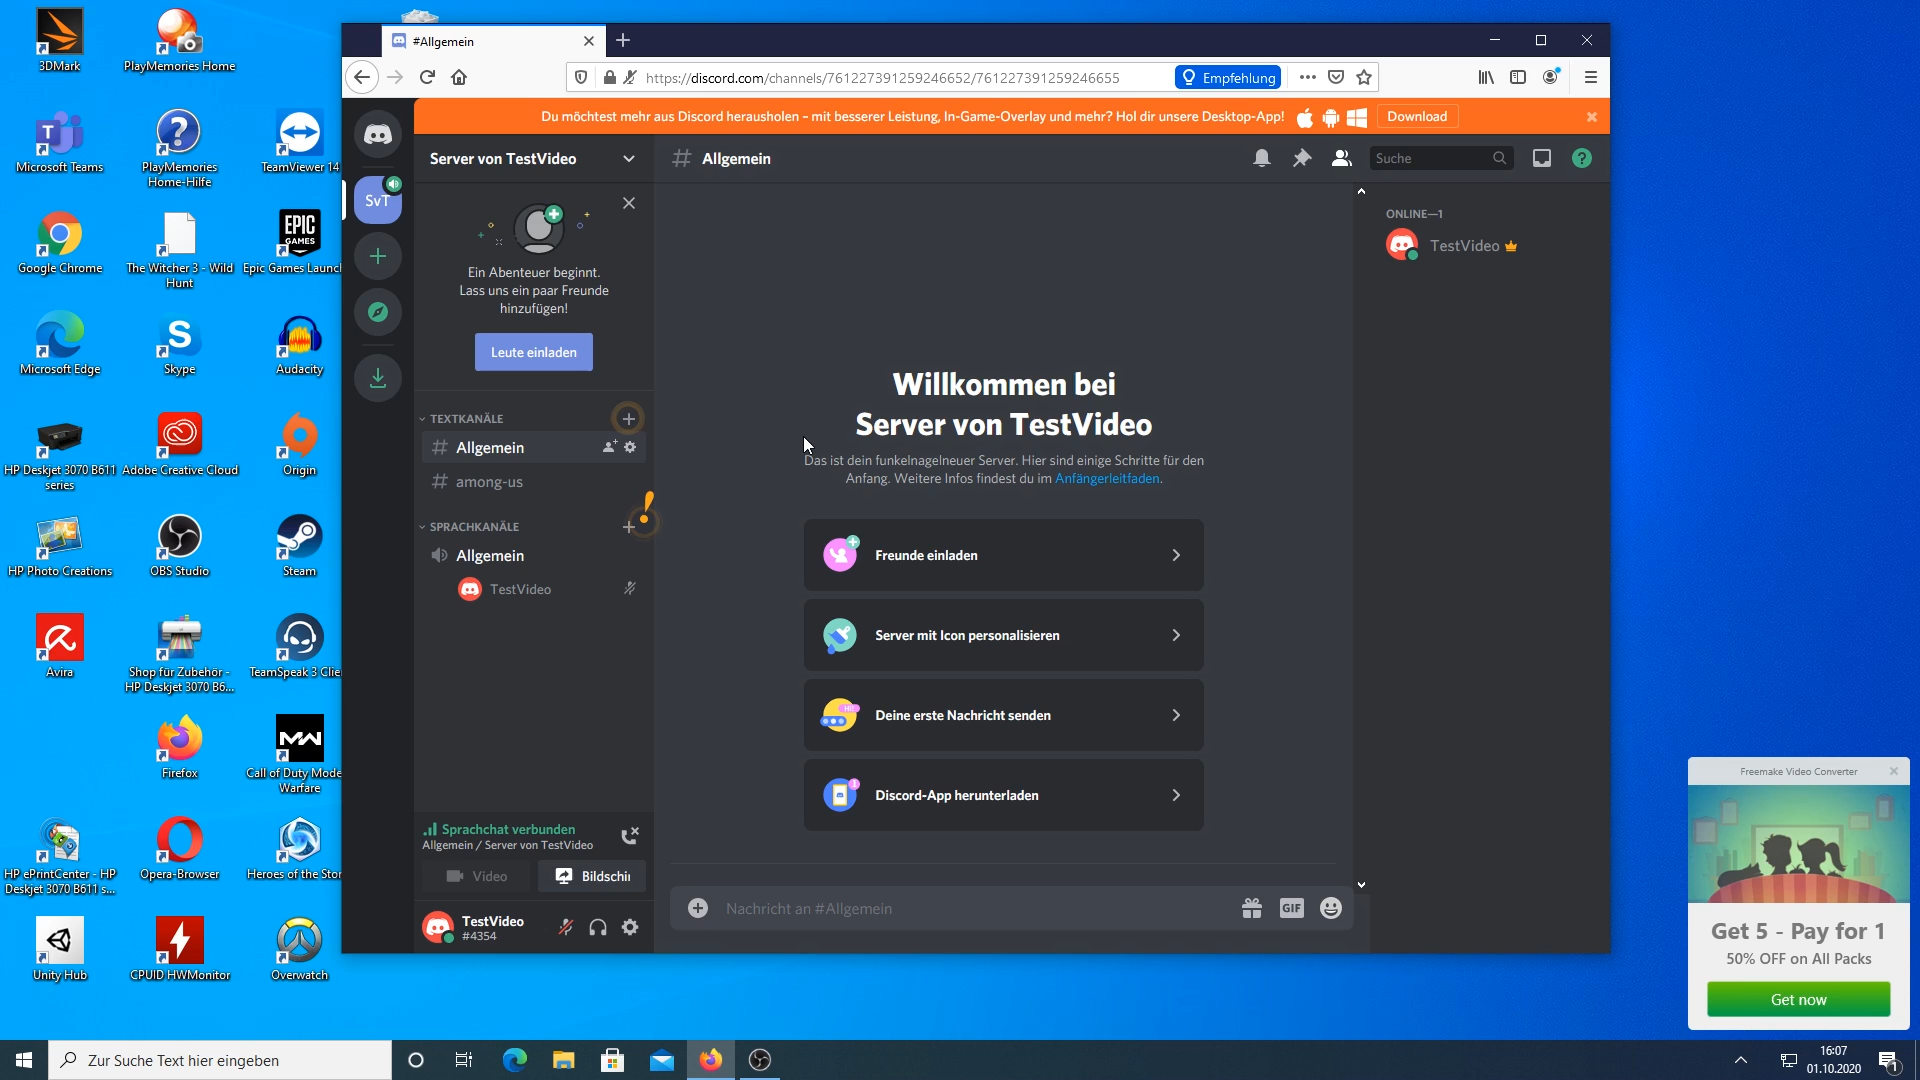 3DMark
PlayMemories Home
Microsoft Teams
PlayMemories
Home-Hilfe
TeamViewer 14
Google Chrome
The Witcher 3 - Wild
Hunt
EPIC
GAMES
Epic Games Launc
Microsoft Edge
Skype
Audacity
HP Deskjet 3070 B611
series
Adobe Creative Cloud
Origin
HP Photo Creations
OBS Studio
Steam
Avira
Shop für Zubehör -
HP Deskjet 3070 B6...
TeamSpeak 3 Clie
Firefox
Call of Duty Mode
Warfare
HP ePrintCenter - HP
Deskjet 3070 B611 s...
Opera-Browser
Heroes of the Stor
Unity Hub
CPUID HWMonitor
Overwatch
#Allgemein
https://discord.com/channels/761227391259246652/761227391259246655
Empfehlung
Du möchtest mehr aus Discord herausholen – mit besserer Leistung, In-Game-Overlay und mehr? Hol dir unsere Desktop-App!
Download
SvT
Server von TestVideo
Allgemein
Suche
Ein Abenteuer beginnt.
Lass uns ein paar Freunde
hinzufügen!
Leute einladen
TEXTKANÄLE
Allgemein
among-us
SPRACHKANÄLE
Allgemein
TestVideo
Sprachchat verbunden
Allgemein / Server von TestVideo
Video
Bildschir
TestVideo
#4354
Willkommen bei
Server von TestVideo
Das ist dein funkelnagelneuer Server. Hier sind einige Schritte für den
Anfang. Weitere Infos findest du im Anfängerleitfaden.
Freunde einladen
Server mit Icon personalisieren
Deine erste Nachricht senden
Discord-App herunterladen
Nachricht an #Allgemein
GIF
ONLINE—1
TestVideo
Freemake Video Converter
Get 5 - Pay for 1
50% OFF on All Packs
Get now
Zur Suche Text hier eingeben
16:07
01.10.2020
1